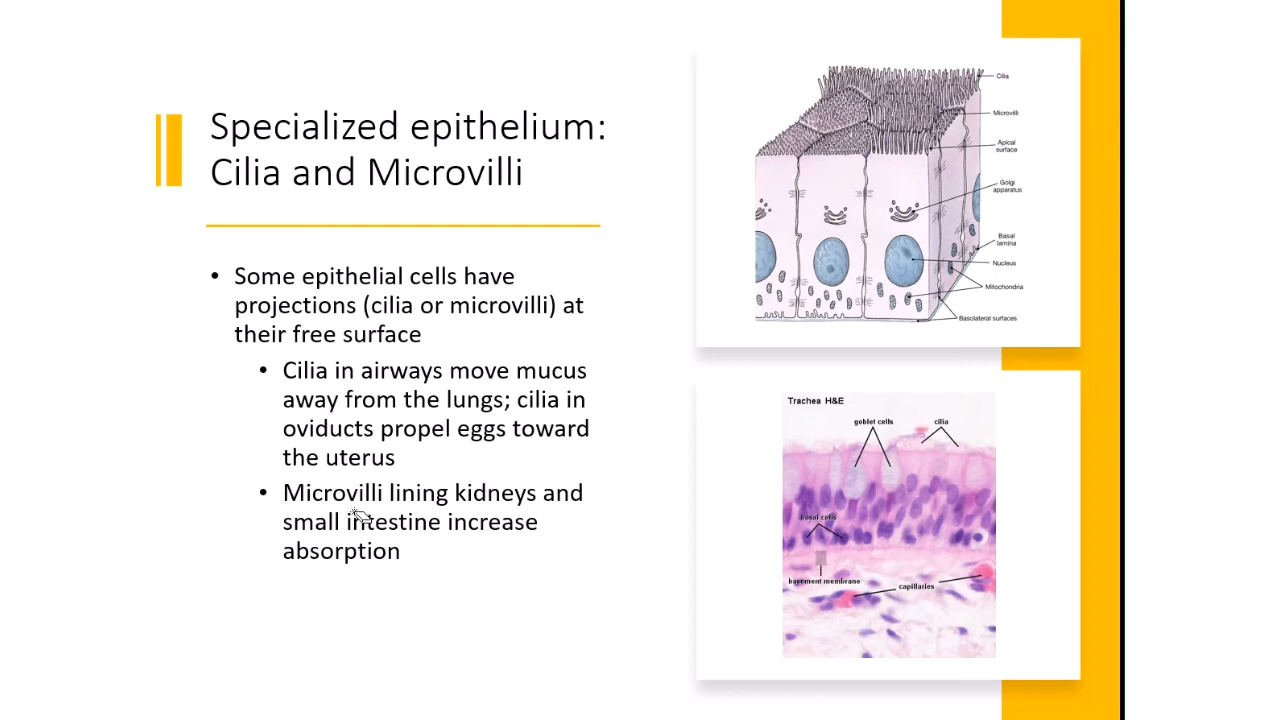 Specialized epithelium:
Cilia and Microvilli
• Some epithelial cells have
projections (cilia or microvilli) at
their free surface
• Cilia in airways move mucus
away from the lungs; cilia in
oviducts propel eggs toward
the uterus
• Microvilli lining kidneys and
small intestine increase
absorption
Cilia
Microvilli
Apical
surface
Golgi
apparatus
Basal
lamina
Nucleus
Mitochondria
Basolateral surfaces
Trachea H&E
goblet cells
cilia
basal cells
basement membrane
capillaries